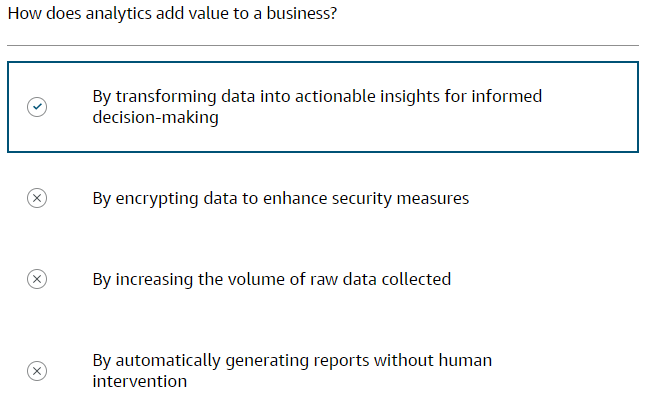 How does analytics add value to a business?
By transforming data into actionable insights for informed
decision-making
By encrypting data to enhance security measures
By increasing the volume of raw data collected
By automatically generating reports without human
intervention